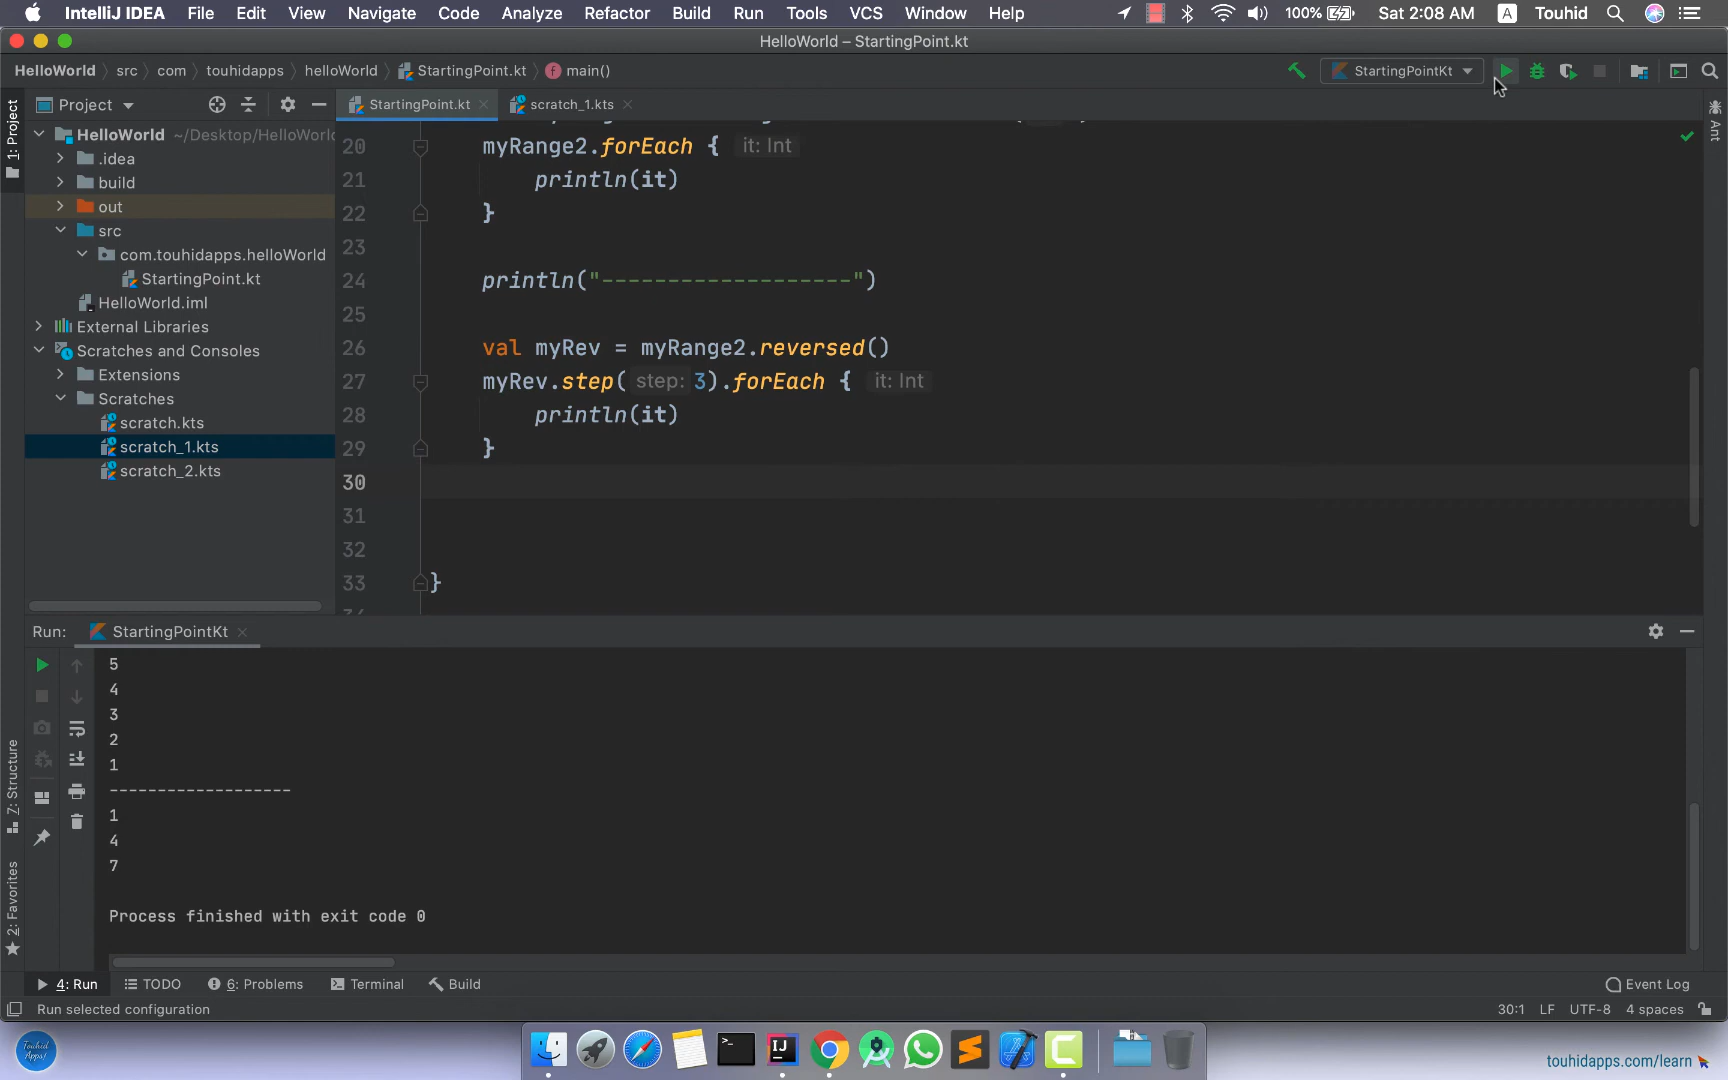 IntelliJ IDEA File Edit View Navigate Code Analyze Refactor Build Run Tools VCS Window Help 100% Sat 2:08 AM A Touhid
HelloWorld – StartingPoint.kt
HelloWorld src com touhidapps helloWorld StartingPoint.kt f main() StartingPointKt
1: Project
Project
StartingPoint.kt scratch_1.kts
Ant
HelloWorld ~/Desktop/HelloWorld
.idea
build
out
src
com.touhidapps.helloWorld
StartingPoint.kt
HelloWorld.iml
External Libraries
Scratches and Consoles
Extensions
Scratches
scratch.kts
scratch_1.kts
scratch_2.kts
20 myRange2.forEach { it: Int
21 println(it)
22 }
23
24 println("-------------------")
25
26 val myRev = myRange2.reversed()
27 myRev.step( step: 3).forEach { it: Int
28 println(it)
29 }
30
31
32
33 }
Run: StartingPointKt
5
4
3
2
1
-------------------
1
4
7
Process finished with exit code 0
7: Structure
2: Favorites
4: Run TODO 6: Problems Terminal Build Event Log
Run selected configuration 30:1 LF UTF-8 4 spaces
Touhid Apps!
IJ
touhidapps.com/learn